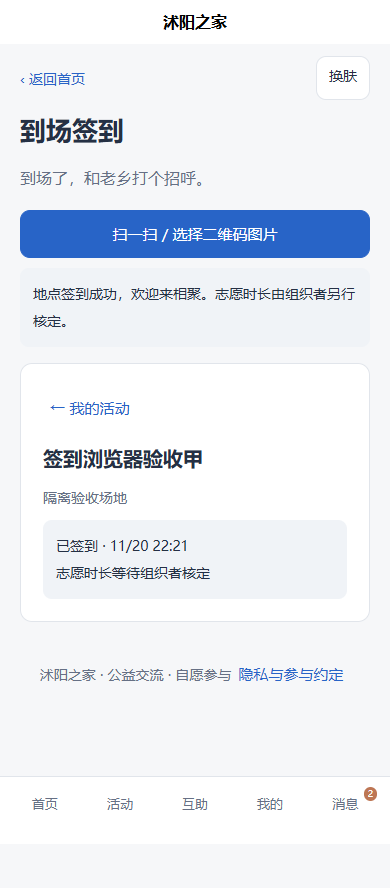 沭阳之家
‹ 返回首页
换肤
到场签到
到场了，和老乡打个招呼。
扫一扫 / 选择二维码图片
地点签到成功，欢迎来相聚。志愿时长由组织者另行
核定。
← 我的活动
签到浏览器验收甲
隔离验收场地
已签到 · 11/20 22:21
志愿时长等待组织者核定
沭阳之家 · 公益交流 · 自愿参与 隐私与参与约定
首页 活动 互助 我的 消息 2